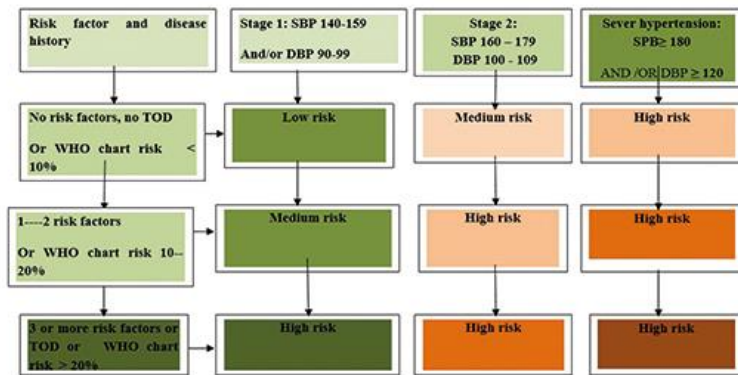 Risk factor and disease
history
Stage 1: SBP 140-159
And/or DBP 90-99
Stage 2:
SBP 160 – 179
DBP 100 - 109
Sever hypertension:
SPB≥ 180
AND /OR DBP ≥ 120
No risk factors, no TOD
Or WHO chart risk <
10%
Low risk
Medium risk
High risk
1----2 risk factors
Or WHO chart risk 10--
20%
Medium risk
High risk
High risk
3 or more risk factors or
TOD or WHO chart
risk > 20%
High risk
High risk
High risk